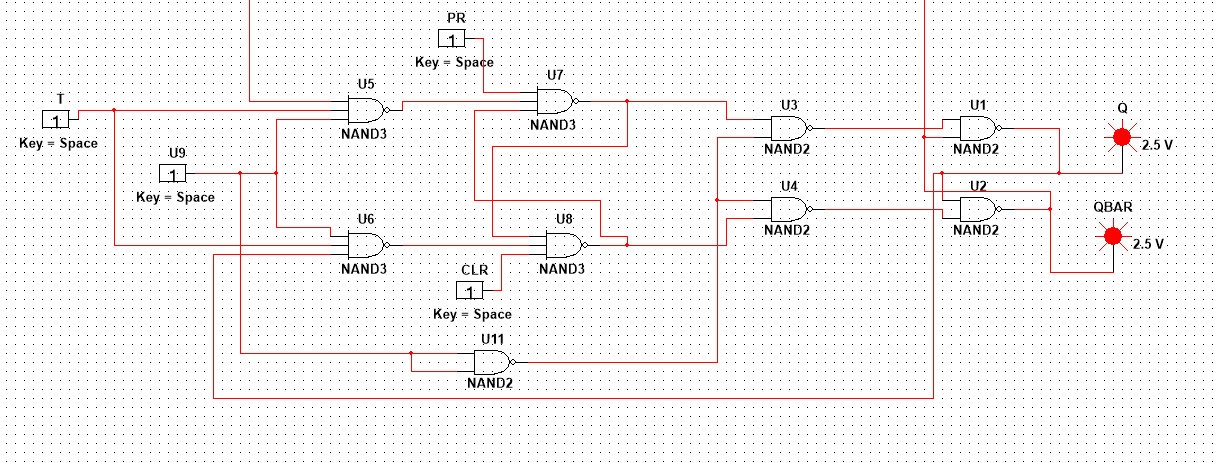 PR
1
Key = Space
U5
U7
T
1
Key = Space
NAND3
NAND3
U3
NAND2
U1
NAND2
Q
2.5 V
U9
1
Key = Space
U6
NAND3
U8
NAND3
U4
NAND2
U2
NAND2
QBAR
2.5 V
CLR
1
Key = Space
U11
NAND2